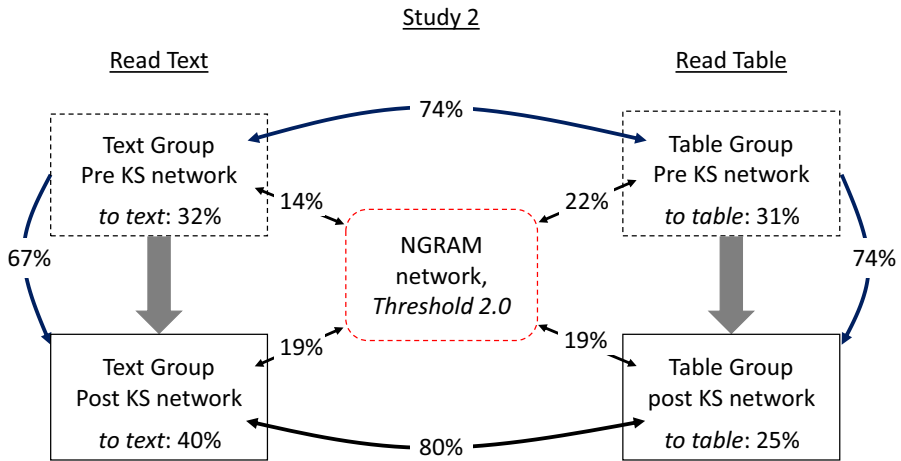 Study 2
Read Text
Read Table
74%
Text Group
Pre KS network
to text: 32%
Table Group
Pre KS network
to table: 31%
14%
22%
NGRAM
network,
Threshold 2.0
67%
74%
19%
19%
Text Group
Post KS network
to text: 40%
Table Group
post KS network
to table: 25%
80%